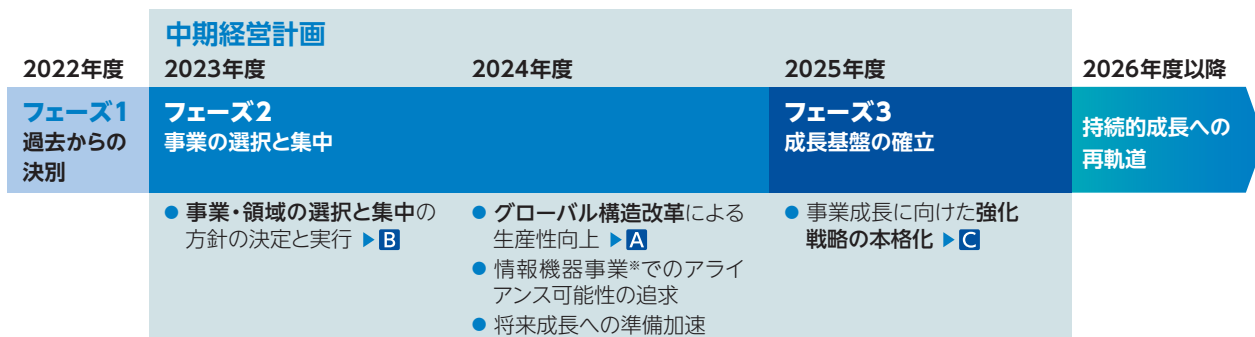 中期経営計画
2022年度
2023年度
2024年度
2025年度
2026年度以降
フェーズ1
過去からの
決別
フェーズ2
事業の選択と集中
フェーズ3
成長基盤の確立
持続的成長への
再軌道
● 事業・領域の選択と集中の
方針の決定と実行 ▶B
● グローバル構造改革による
生産性向上 ▶A
● 情報機器事業※でのアライ
アンス可能性の追求
● 将来成長への準備加速
● 事業成長に向けた強化
戦略の本格化 ▶C